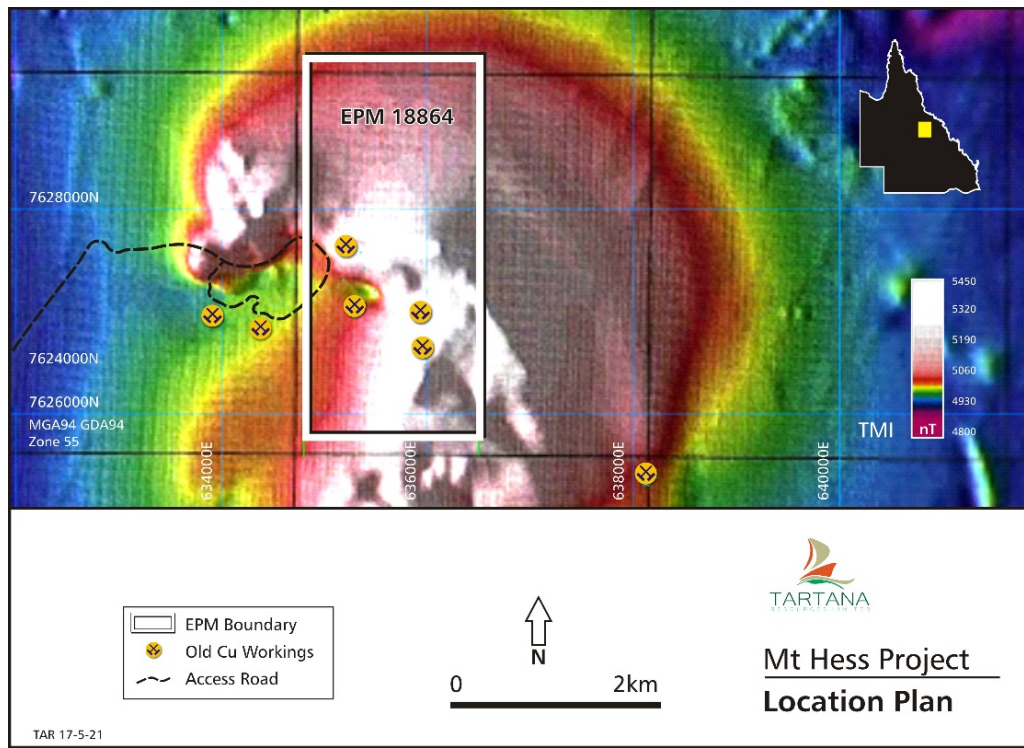 EPM 18864
7628000N
7624000N
7626000N
MGA94 GDA94
Zone 55
634000E
636000E
638000E
640000E
5450
5320
5190
5060
4930
4800
TMI
nT
EPM Boundary
Old Cu Workings
Access Road
N
0 2km
TARTANA
RESOURCES LIMITED
Mt Hess Project
Location Plan
TAR 17-5-21